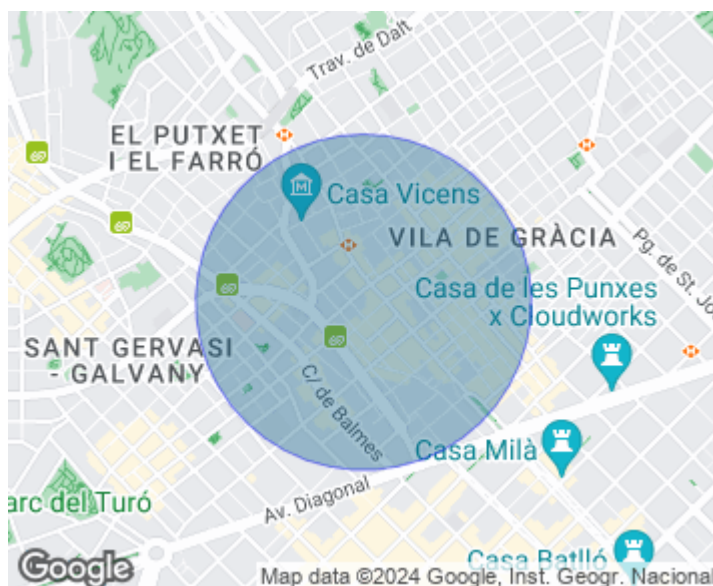 Trav. de Dalt
EL PUTXET
I EL FARRÓ
Casa Vicens
VILA DE GRÀCIA
Pg. de St. Jo
Casa de les Punxes
x Cloudworks
SANT GERVASI
- GALVANY
C/ de Balmes
Casa Milà
arc del Turó
Av. Diagonal
Casa Batlló
Google
Map data ©2024 Google, Inst. Geogr. Nacional